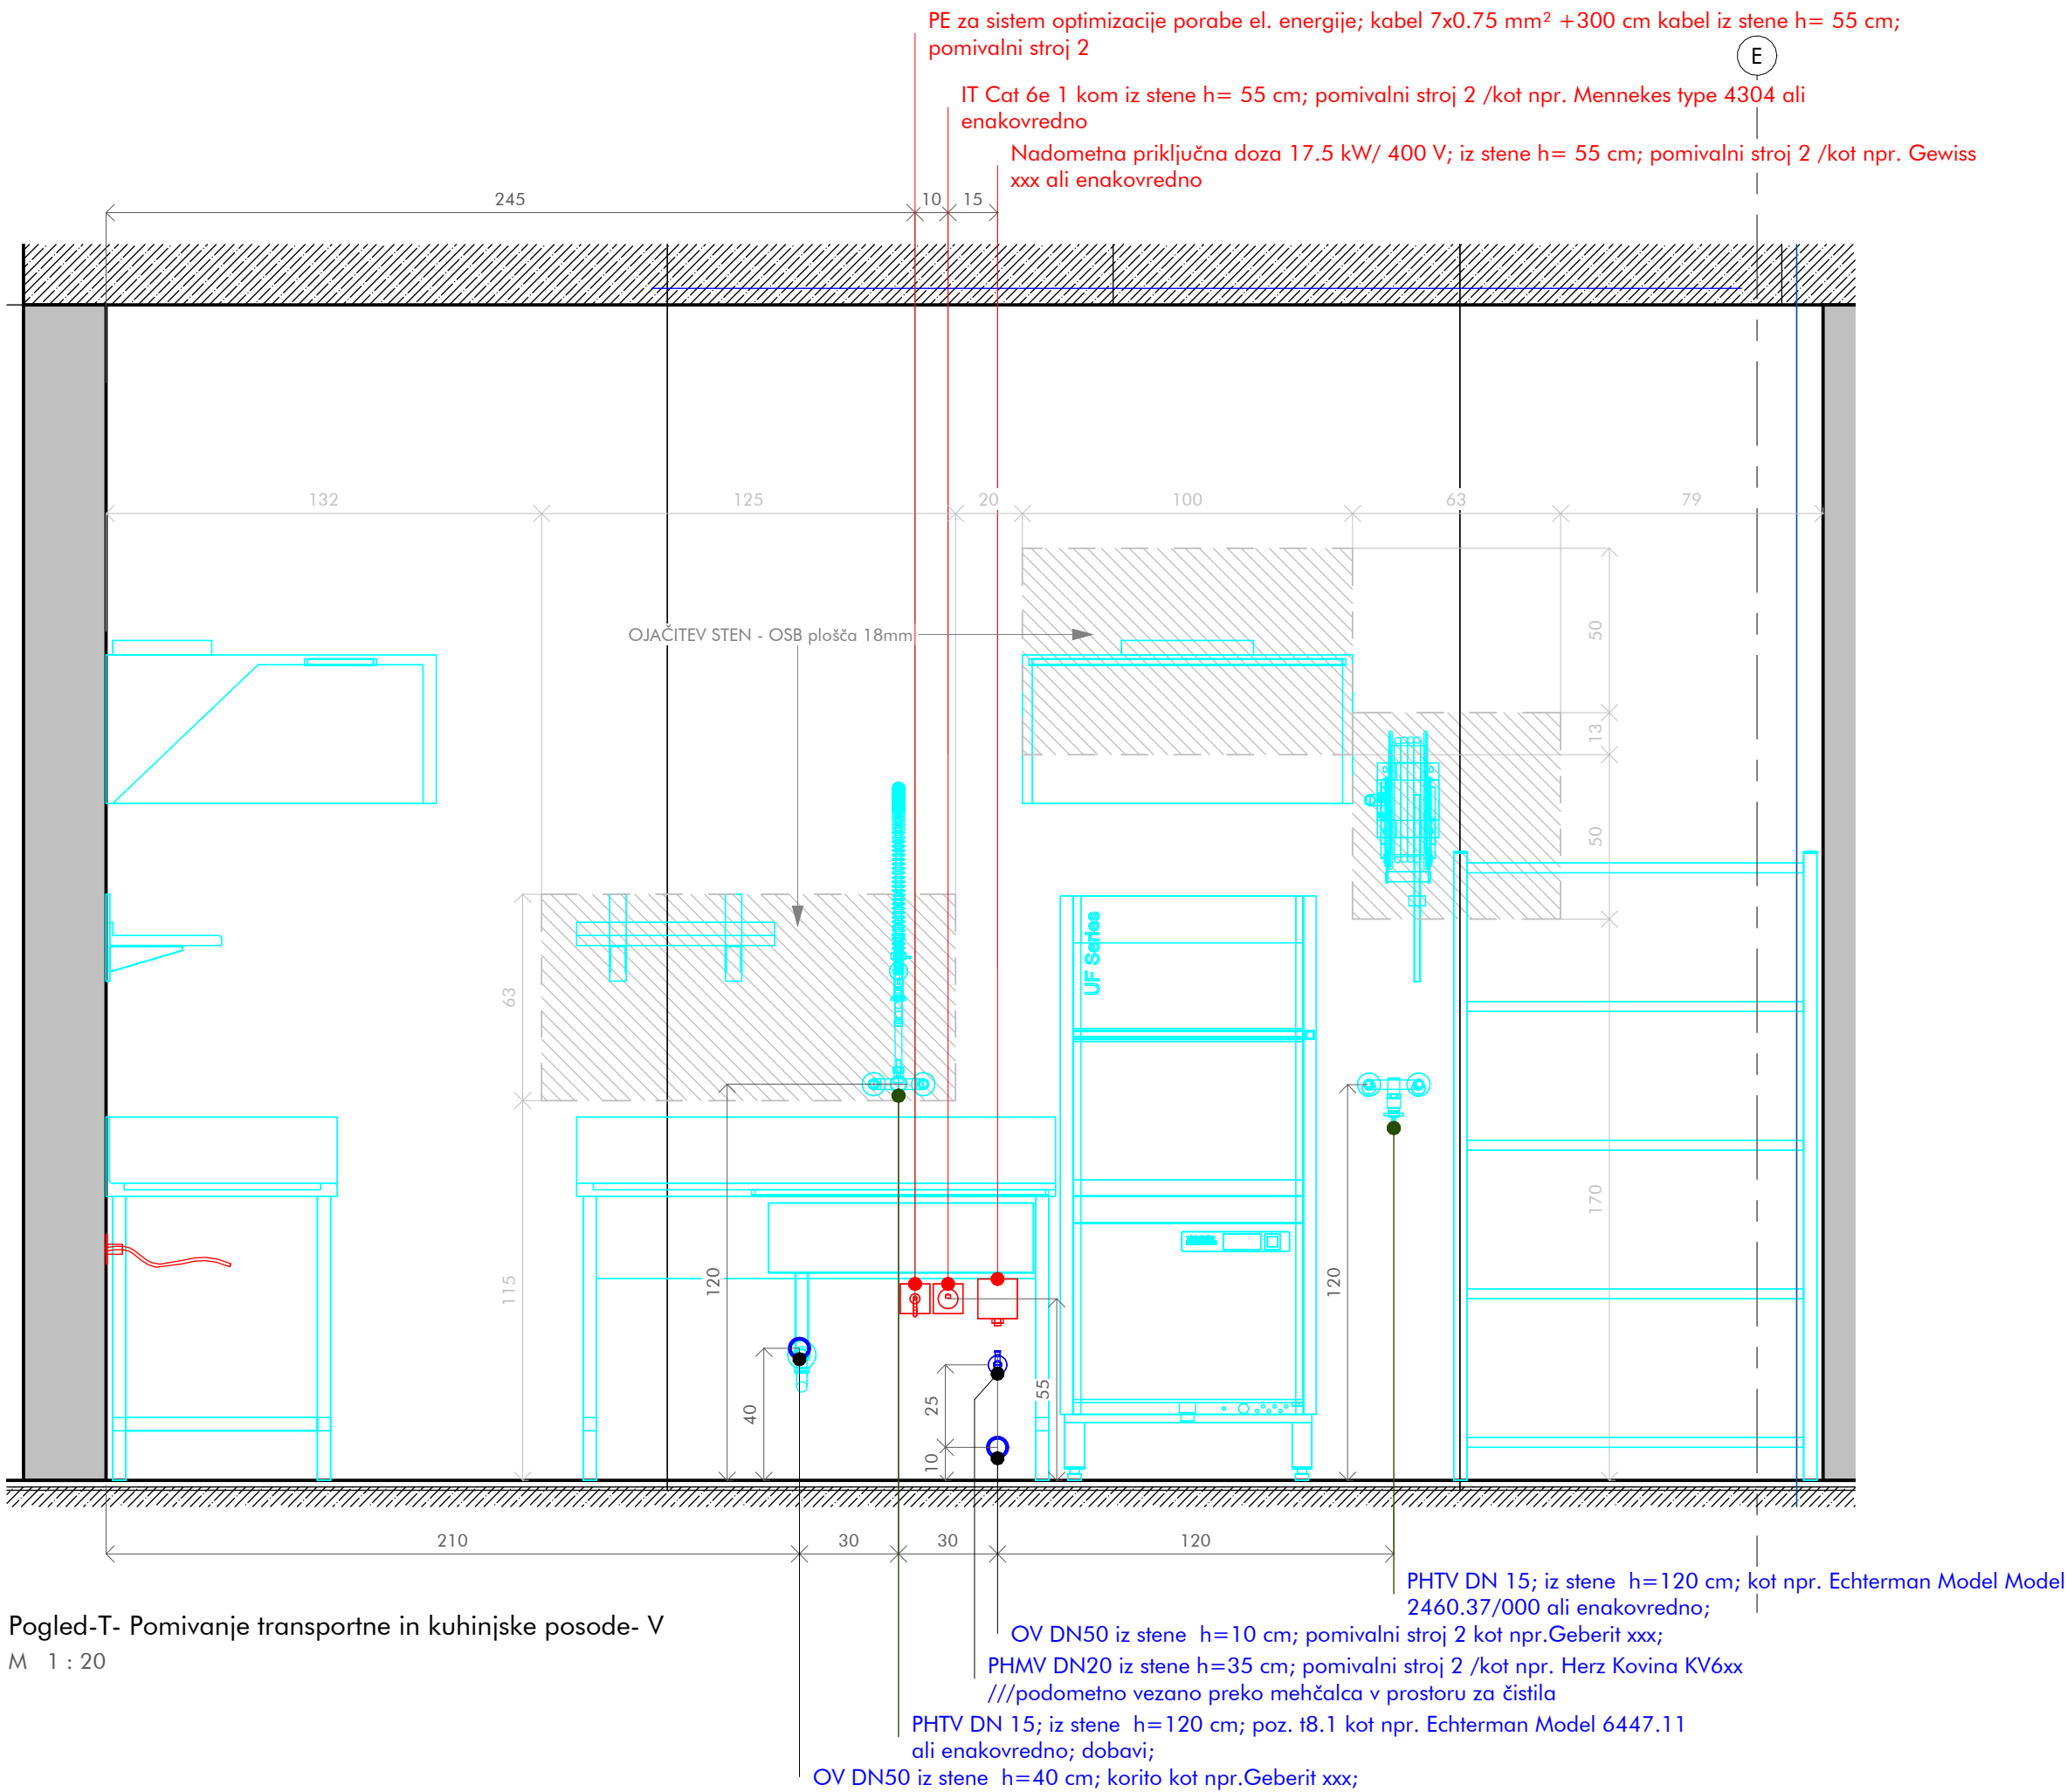 PE za sistem optimizacije porabe el. energije; kabel 7x0.75 mm² +300 cm kabel iz stene h= 55 cm;
pomivalni stroj 2
E
IT Cat 6e 1 kom iz stene h= 55 cm; pomivalni stroj 2 /kot npr. Mennekes type 4304 ali
enakovredno
Nadometna priključna doza 17.5 kW/ 400 V; iz stene h= 55 cm; pomivalni stroj 2 /kot npr. Gewiss
xxx ali enakovredno
245 10 15
132 125 20 100 63 79
OJAČITEV STEN - OSB plošča 18mm
50
13
50
UF Series
63
170
115
120
120
55
40
25
10
210 30 30 120
PHTV DN 15; iz stene h=120 cm; kot npr. Echterman Model Model
2460.37/000 ali enakovredno;
Pogled-T- Pomivanje transportne in kuhinjske posode- V
M 1 : 20
OV DN50 iz stene h=10 cm; pomivalni stroj 2 kot npr.Geberit xxx;
PHMV DN20 iz stene h=35 cm; pomivalni stroj 2 /kot npr. Herz Kovina KV6xx
///podometno vezano preko mehčalca v prostoru za čistila
PHTV DN 15; iz stene h=120 cm; poz. t8.1 kot npr. Echterman Model 6447.11
ali enakovredno; dobavi;
OV DN50 iz stene h=40 cm; korito kot npr.Geberit xxx;